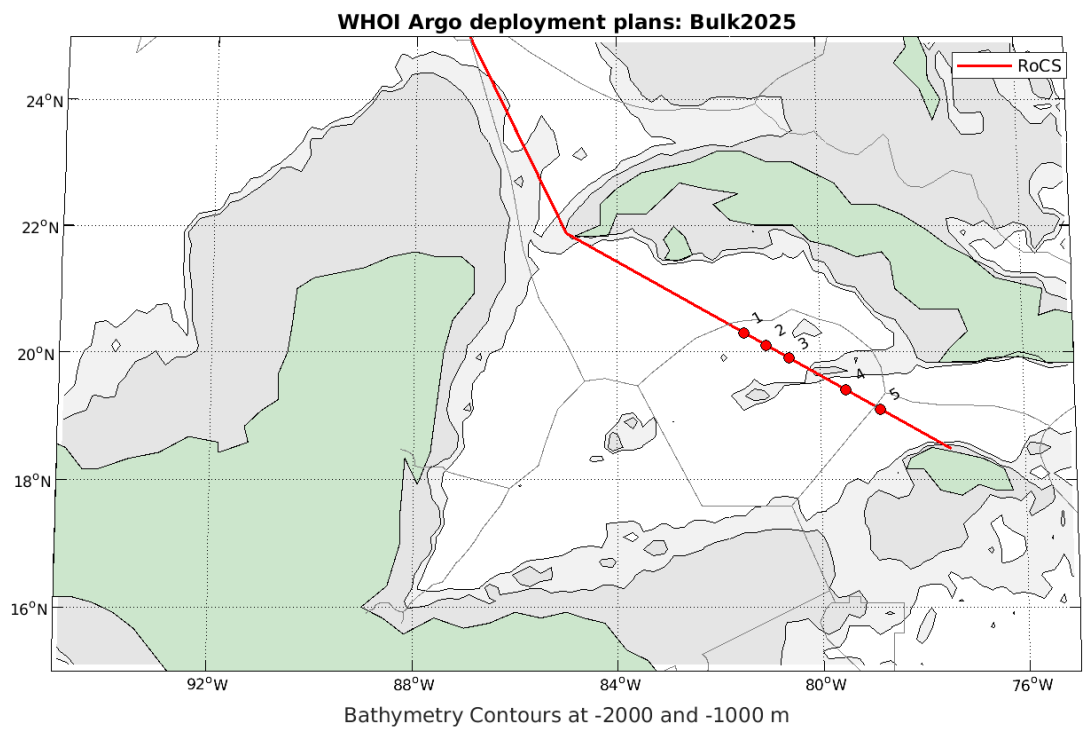 WHOI Argo deployment plans: Bulk2025
RoCS
24°N
22°N
20°N
18°N
16°N
1
2
3
4
5
92°W
88°W
84°W
80°W
76°W
Bathymetry Contours at -2000 and -1000 m